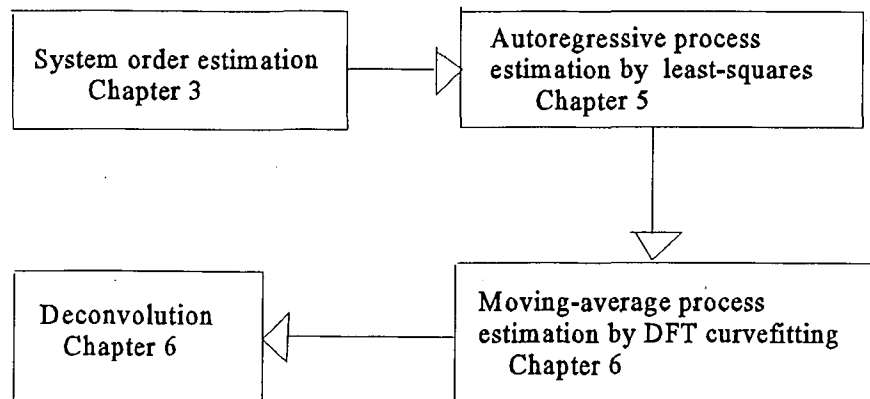 System order estimation
Chapter 3
Autoregressive process
estimation by least-squares
Chapter 5
Moving-average process
estimation by DFT curvefitting
Chapter 6
Deconvolution
Chapter 6